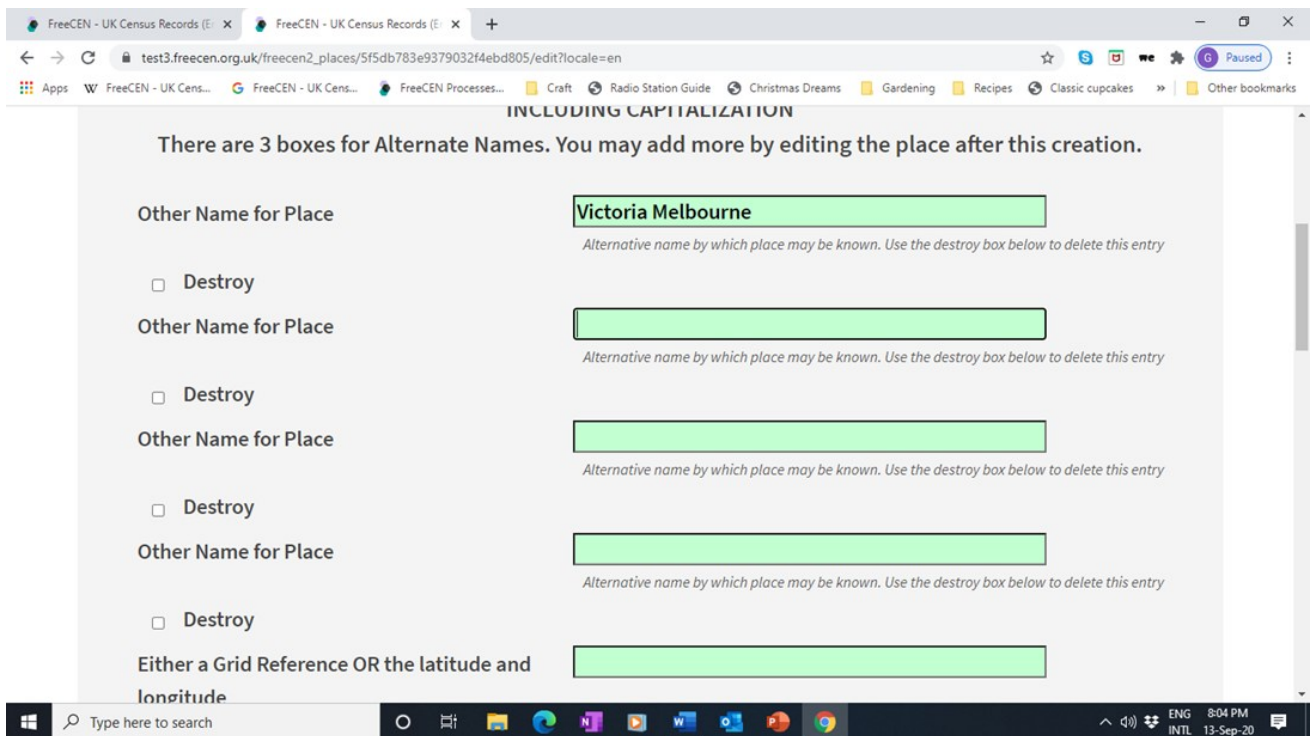 FreeCEN - UK Census Records (E
FreeCEN - UK Census Records (E
test3.freecen.org.uk/freecen2_places/5f5db783e9379032f4ebd805/edit?locale=en
G Paused
Apps
W FreeCEN - UK Cens...
G FreeCEN - UK Cens...
FreeCEN Processes...
Craft
Radio Station Guide
Christmas Dreams
Gardening
Recipes
Classic cupcakes
»
Other bookmarks
INCLUDING CAPITALIZATION
There are 3 boxes for Alternate Names. You may add more by editing the place after this creation.
Other Name for Place
Victoria Melbourne
Alternative name by which place may be known. Use the destroy box below to delete this entry
Destroy
Other Name for Place
Alternative name by which place may be known. Use the destroy box below to delete this entry
Destroy
Other Name for Place
Alternative name by which place may be known. Use the destroy box below to delete this entry
Destroy
Other Name for Place
Alternative name by which place may be known. Use the destroy box below to delete this entry
Destroy
Either a Grid Reference OR the latitude and
longitude
Type here to search
ENG 8:04 PM
INTL 13-Sep-20